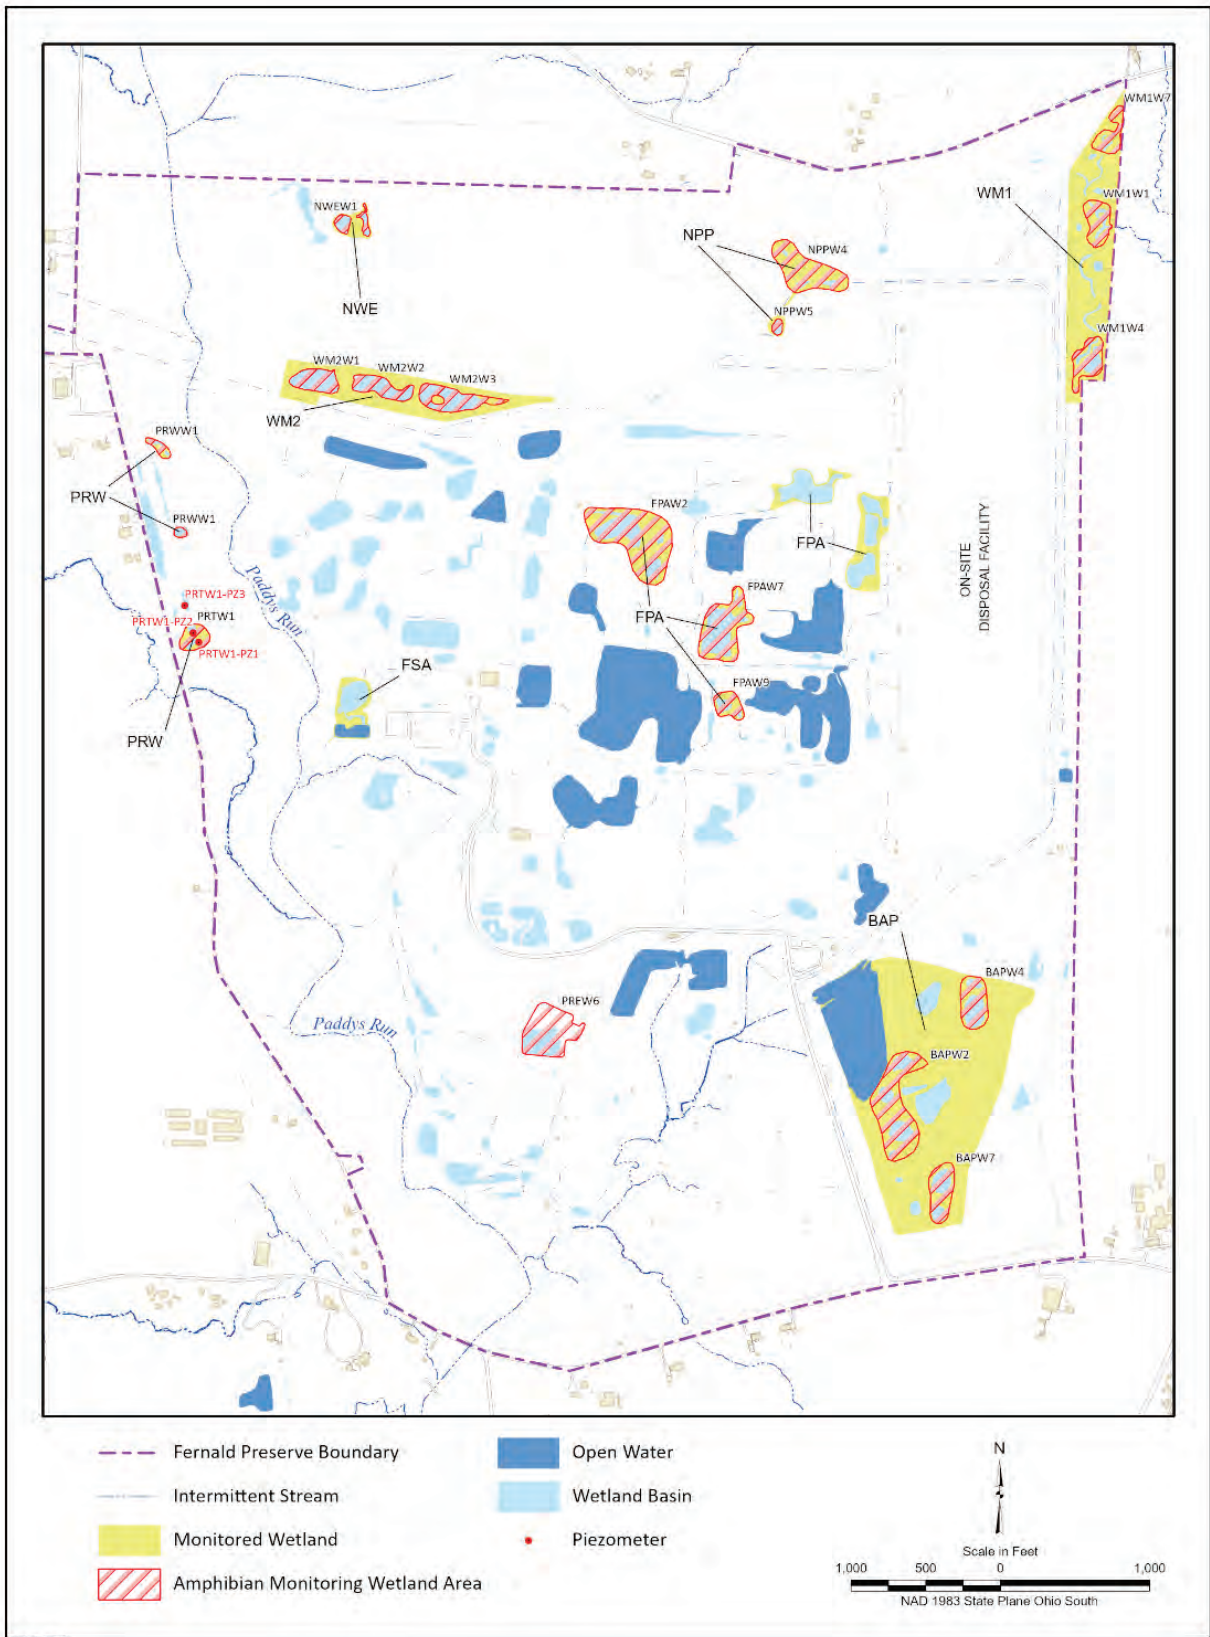 WM1W7
WM1
WM1W1
NWEW1
NPP
NPPW4
NWE
NPPW5
WM1W4
WM2W1
WM2W2
WM2W3
WM2
PRWW1
PRW
PRWW1
FPAW2
FPA
ON-SITE
DISPOSAL FACILITY
Paddys Run
PRTW1-PZ3
PRTW1-PZ2
PRTW1
PRTW1-PZ1
FPAW7
FPA
FSA
FPAW9
PRW
BAP
BAPW4
PREW6
Paddys Run
BAPW2
BAPW7
Fernald Preserve Boundary
Open Water
Intermittent Stream
Wetland Basin
Monitored Wetland
Piezometer
Amphibian Monitoring Wetland Area
N
Scale in Feet
1,000 500 0 1,000
NAD 1983 State Plane Ohio South